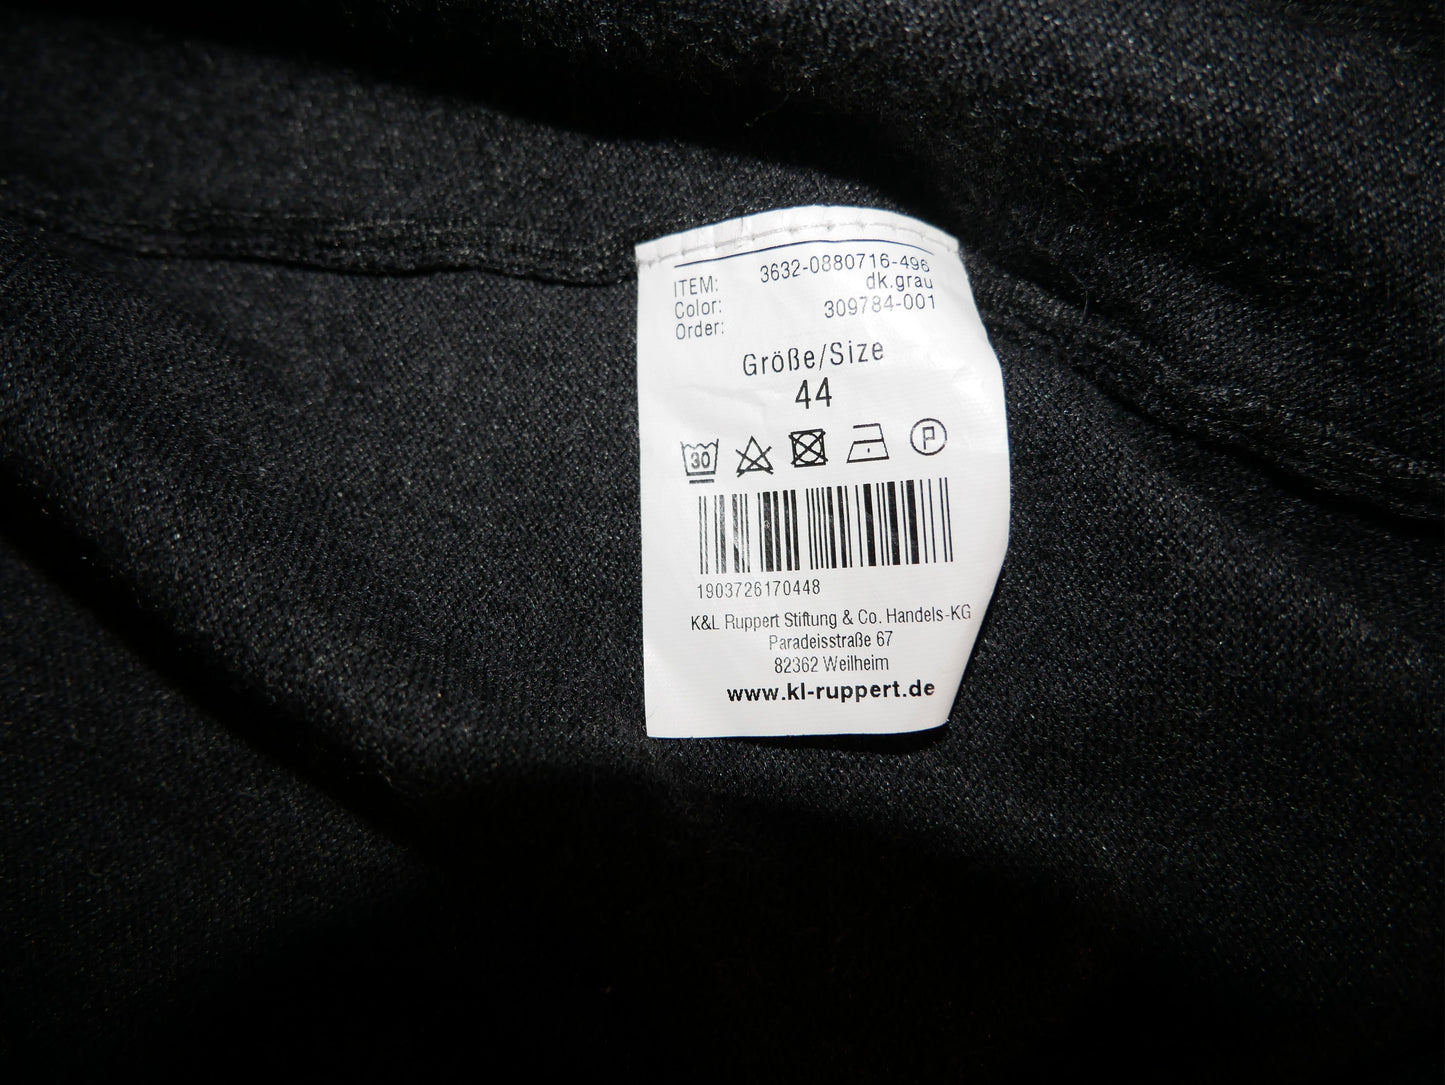 ITEM: 3632-0880716-496
Color: dk.grau
Order: 309784-001
Größe/Size
44
30 P
1903726170448
K&L Ruppert Stiftung & Co. Handels-KG
Paradeisstraße 67
82362 Weilheim
www.kl-ruppert.de